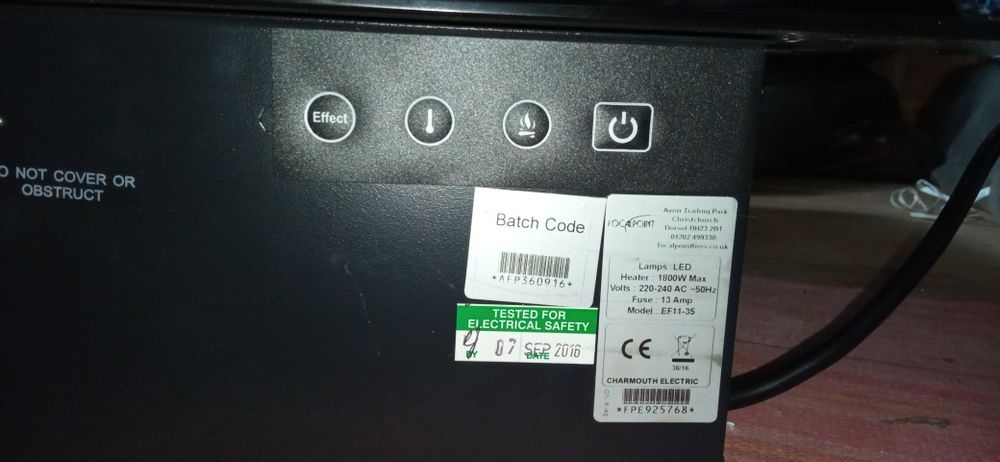 Effect
O NOT COVER OR
OBSTRUCT
Batch Code
*AFP360916*
TESTED FOR
ELECTRICAL SAFETY
BY 07 SEP 2016
DATE
FOCALPOINT
Avon Trading Park
Christchurch
Dorset BH23 2BT
01202 499330
focalpointfires.co.uk
Lamps : LED
Heater : 1800W Max
Volts : 220-240 AC ~50Hz
Fuse : 13 Amp
Model : EF11-35
CE
36/16
CHARMOUTH ELECTRIC
*FPE925768*